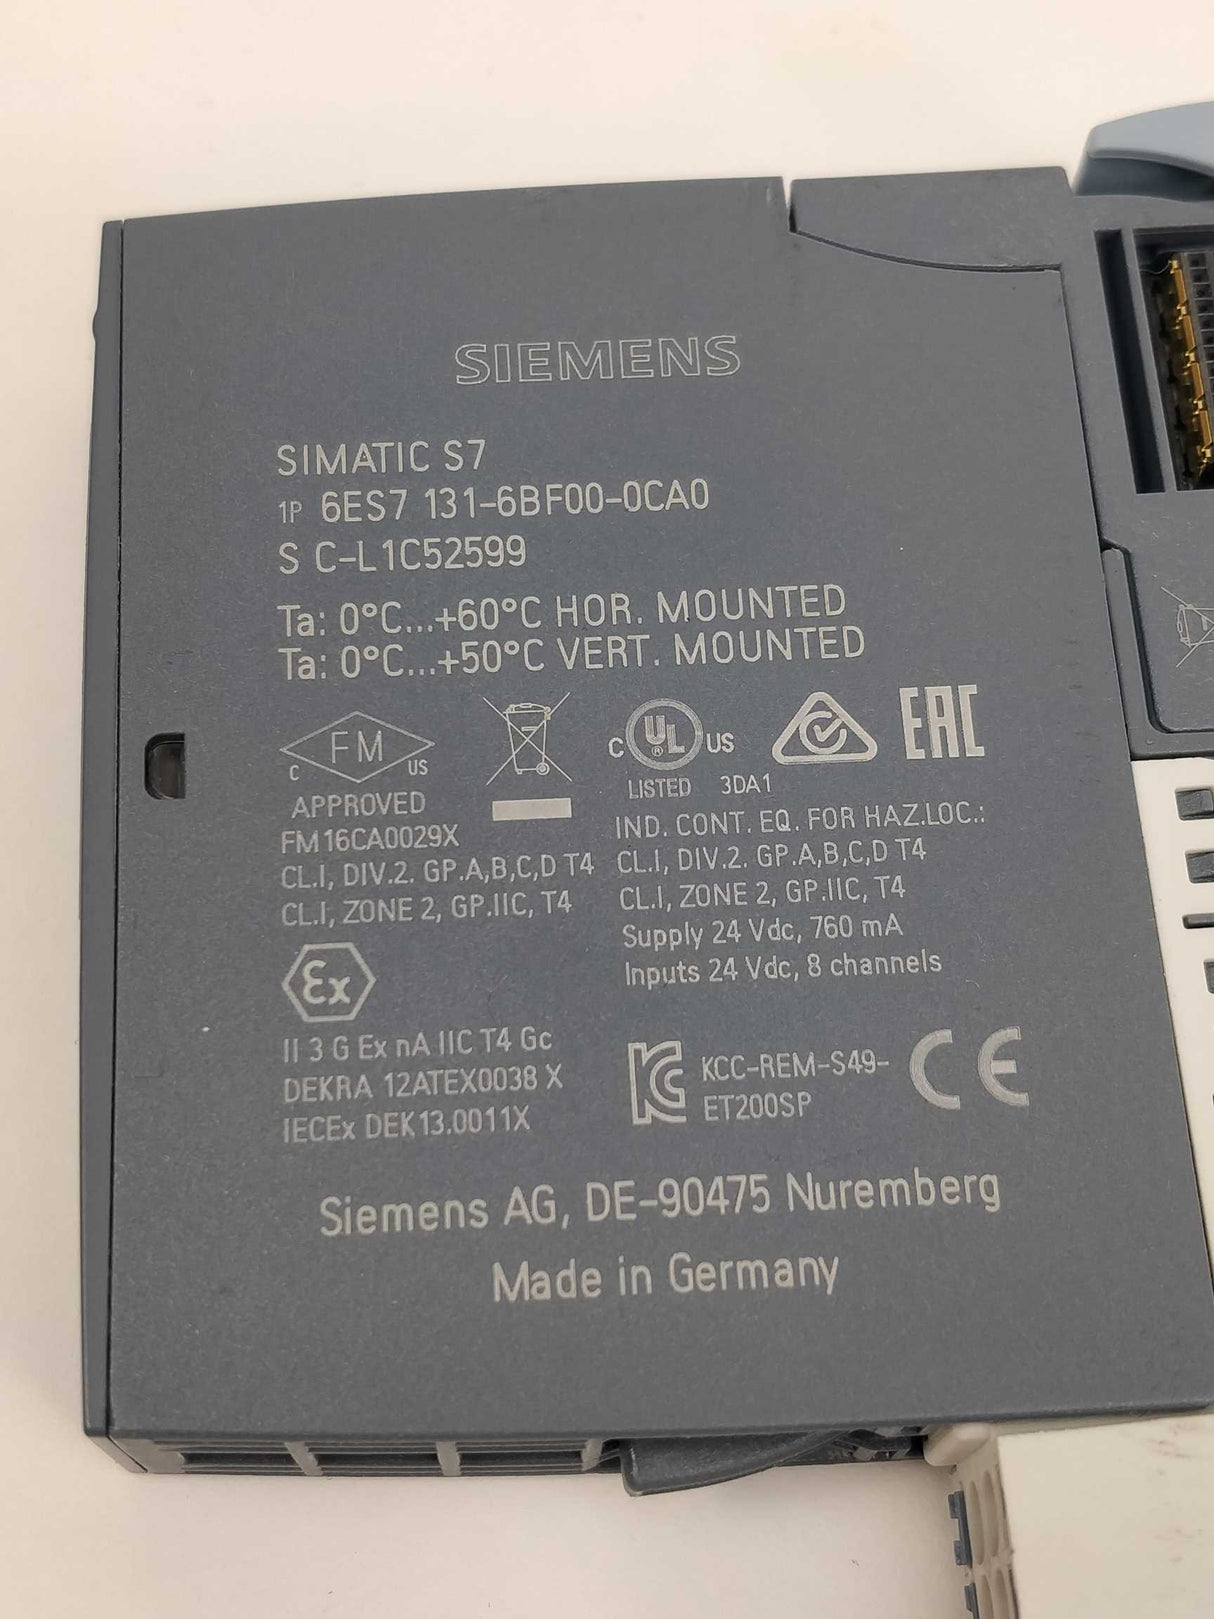 SIEMENS
SIMATIC S7
1P 6ES7 131-6BF00-0CA0
S C-L1C52599
Ta: 0°C...+60°C HOR. MOUNTED
Ta: 0°C...+50°C VERT. MOUNTED
C FM US
APPROVED
FM16CA0029X
CL.I, DIV.2. GP.A,B,C,D T4
CL.I, ZONE 2, GP.IIC, T4
C UL ® US
LISTED 3DA1
EAC
IND. CONT. EQ. FOR HAZ.LOC.:
CL.I, DIV.2. GP.A,B,C,D T4
CL.I, ZONE 2, GP.IIC, T4
Supply 24 Vdc, 760 mA
Inputs 24 Vdc, 8 channels
Ex
II 3 G Ex nA IIC T4 Gc
DEKRA 12ATEX0038 X
IECEx DEK13.0011X
KC
KCC-REM-S49-
ET200SP
CE
Siemens AG, DE-90475 Nuremberg
Made in Germany